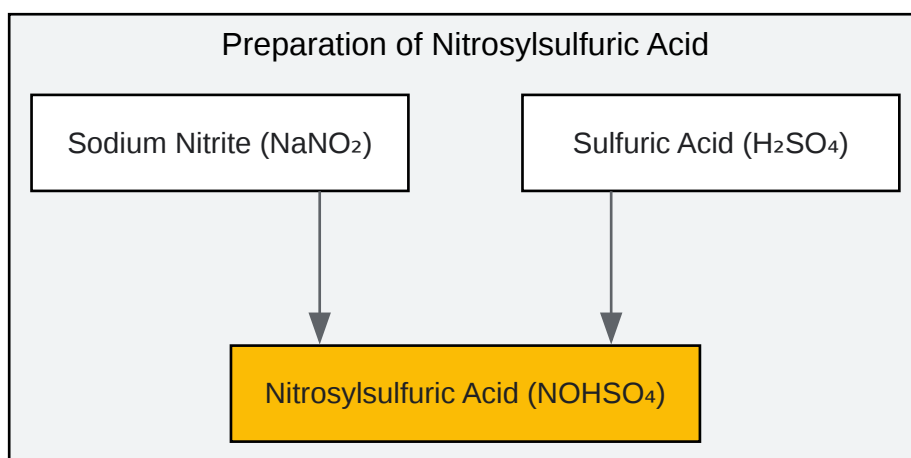 Preparation of Nitrosylsulfuric Acid
Sodium Nitrite (NaNO₂)
Sulfuric Acid (H₂SO₄)
Nitrosylsulfuric Acid (NOHSO₄)